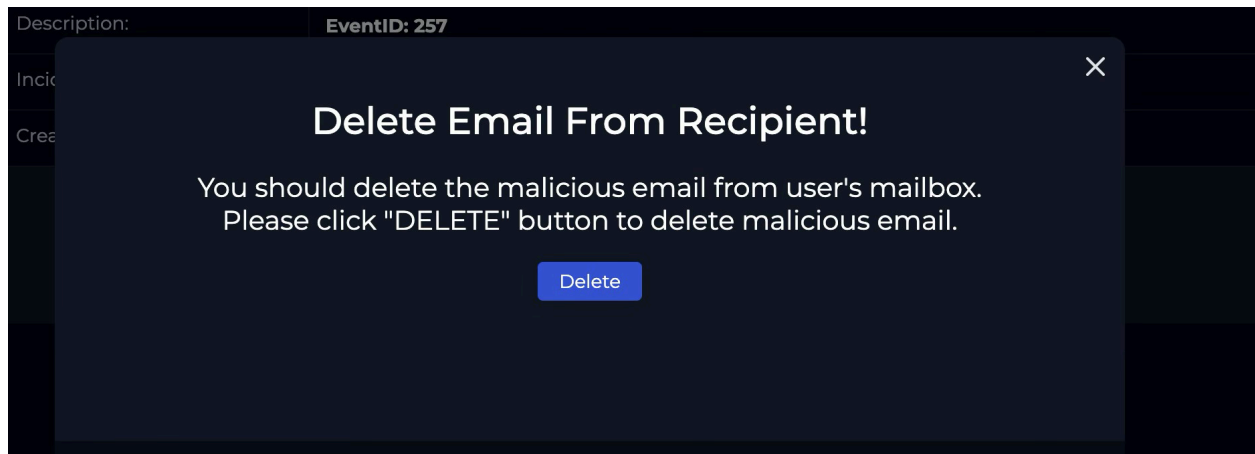 Description:
EventID: 257
Delete Email From Recipient!
You should delete the malicious email from user's mailbox.
Please click "DELETE" button to delete malicious email.
Delete